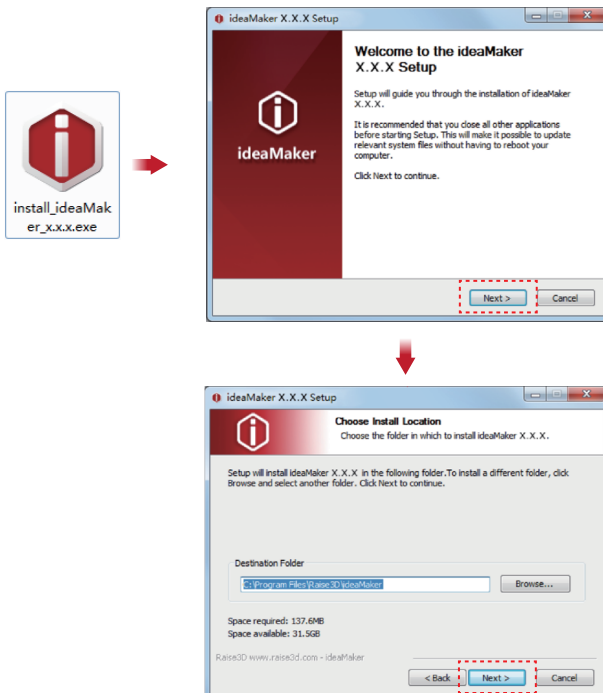 install_ideaMak
er_x.x.x.exe
ideaMaker X.X.X Setup
ideaMaker
Welcome to the ideaMaker
X.X.X Setup
Setup will guide you through the installation of ideaMaker
X.X.X.
It is recommended that you close all other applications
before starting Setup. This will make it possible to update
relevant system files without having to reboot your
computer.
Click Next to continue.
Next >
Cancel
ideaMaker X.X.X Setup
Choose Install Location
Choose the folder in which to install ideaMaker X.X.X.
Setup will install ideaMaker X.X.X in the following folder.To install a different folder, click
Browse and select another folder. Click Next to continue.
Destination Folder
C:\Program Files\Raise3D\ideaMaker
Browse...
Space required: 137.6MB
Space available: 31.5GB
Raise3D www.raise3d.com - ideaMaker
< Back
Next >
Cancel